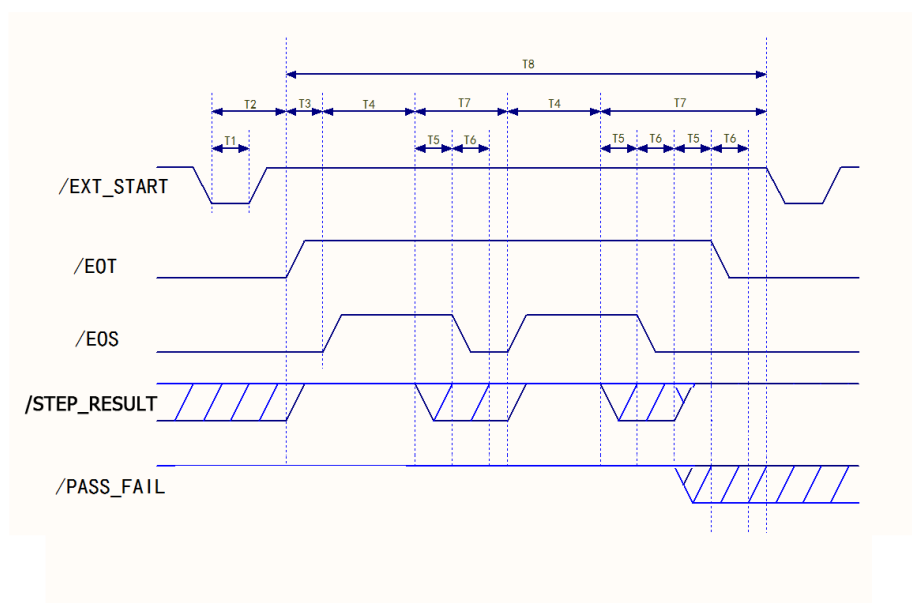 T8
T2 T3 T4 T7 T4 T7
T1 T5 T6 T5 T6 T5 T6
/EXT_START
/EOT
/EOS
/STEP_RESULT
/PASS_FAIL